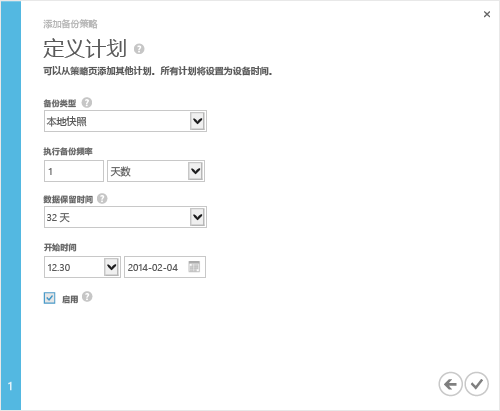 添加备份策略
定义计划
可以从策略页添加其他计划。所有计划将设置为设备时间。
备份类型
本地快照
执行备份频率
1 天数
数据保留时间
32 天
开始时间
12.30 2014-02-04
启用
1